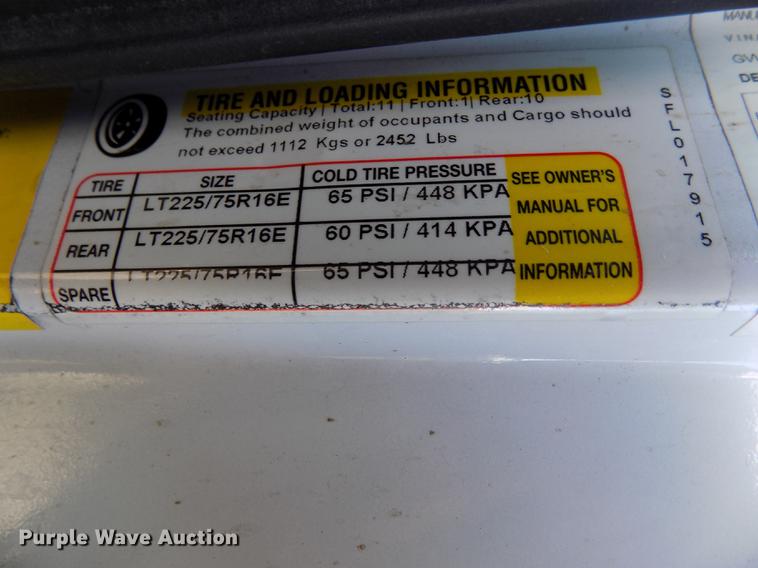 TIRE AND LOADING INFORMATION
Seating Capacity | Total:11 | Front:1 | Rear:10
The combined weight of occupants and Cargo should
not exceed 1112 Kgs or 2452 Lbs
TIRE SIZE COLD TIRE PRESSURE
FRONT LT225/75R16E 65 PSI / 448 KPA
REAR LT225/75R16E 60 PSI / 414 KPA
SPARE LT225/75R16E 65 PSI / 448 KPA
SEE OWNER'S
MANUAL FOR
ADDITIONAL
INFORMATION
SFL017915
Purple Wave Auction